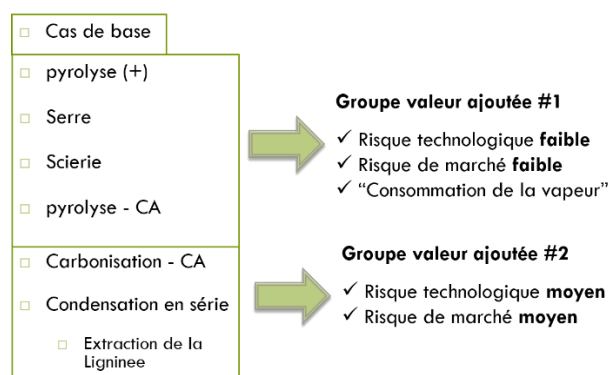 Cas de base
pyrolyse (+)
Serre
Scierie
pyrolyse - CA
Carbonisation - CA
Condensation en série
Extraction de la
Ligninee
Groupe valeur ajoutée #1
✓ Risque technologique faible
✓ Risque de marché faible
✓ “Consommation de la vapeur”
Groupe valeur ajoutée #2
✓ Risque technologique moyen
✓ Risque de marché moyen